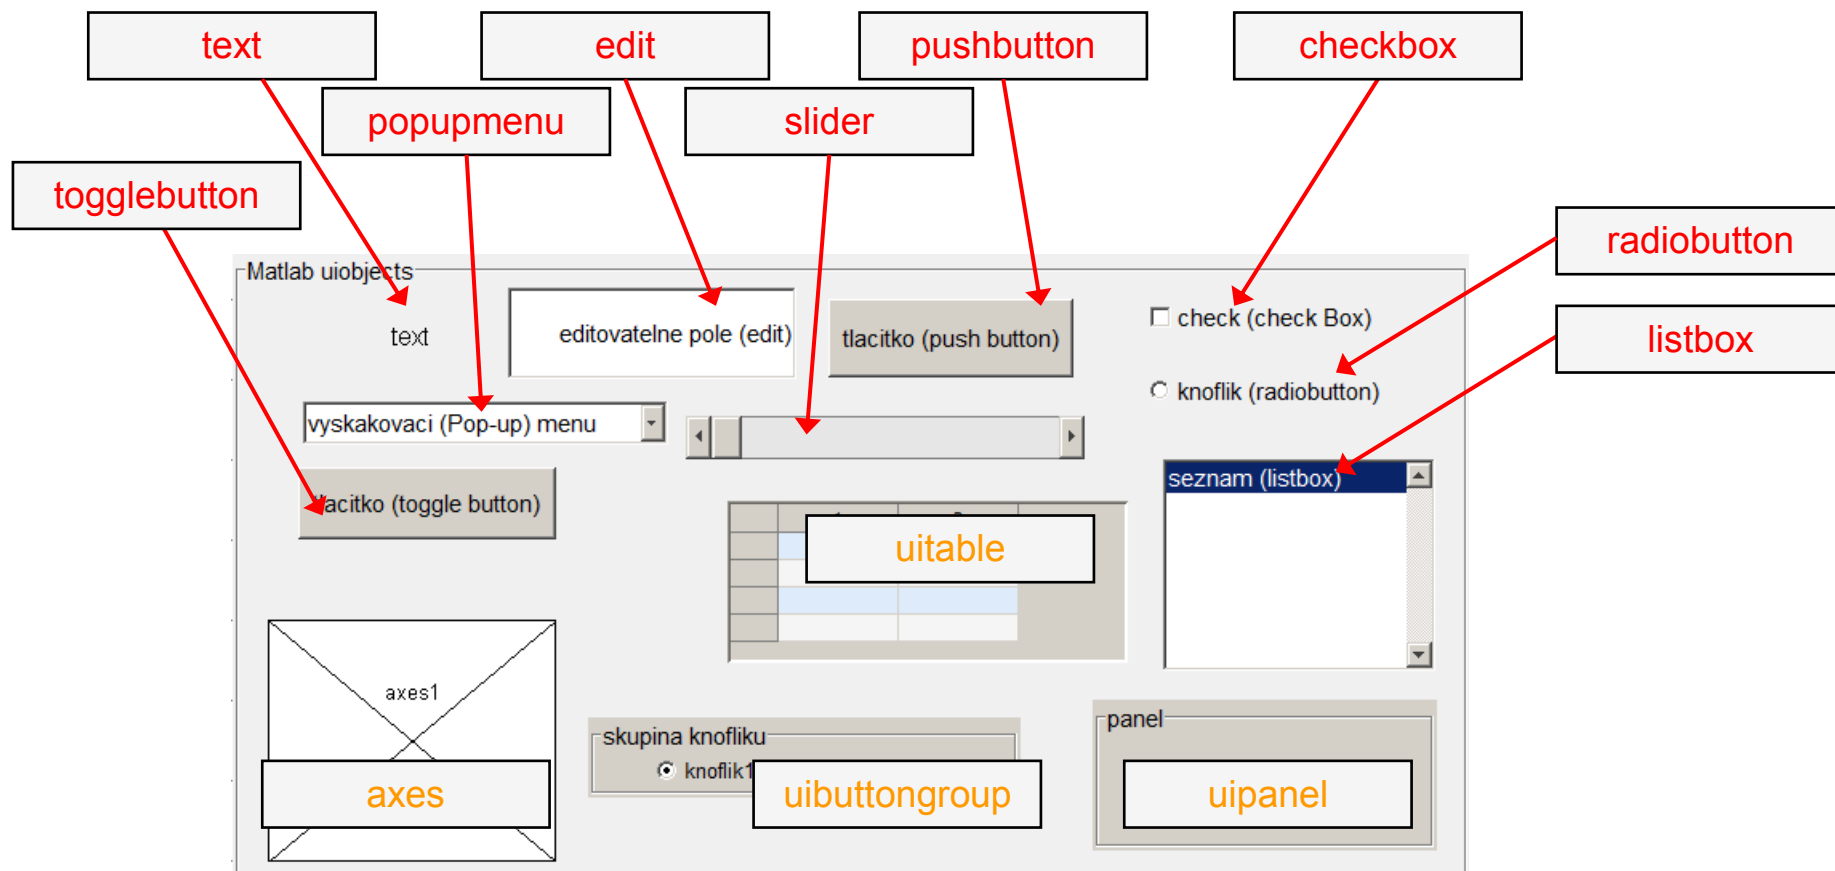 text
edit
pushbutton
checkbox
popupmenu
slider
togglebutton
radiobutton
listbox
Matlab uiobjects
text
editovatelne pole (edit)
tlacitko (push button)
check (check Box)
knoflik (radiobutton)
vyskakovaci (Pop-up) menu
seznam (listbox)
(toggle button)
uitable
axes1
axes
skupina knofliku
knoflik1
uibuttongroup
panel
uipanel